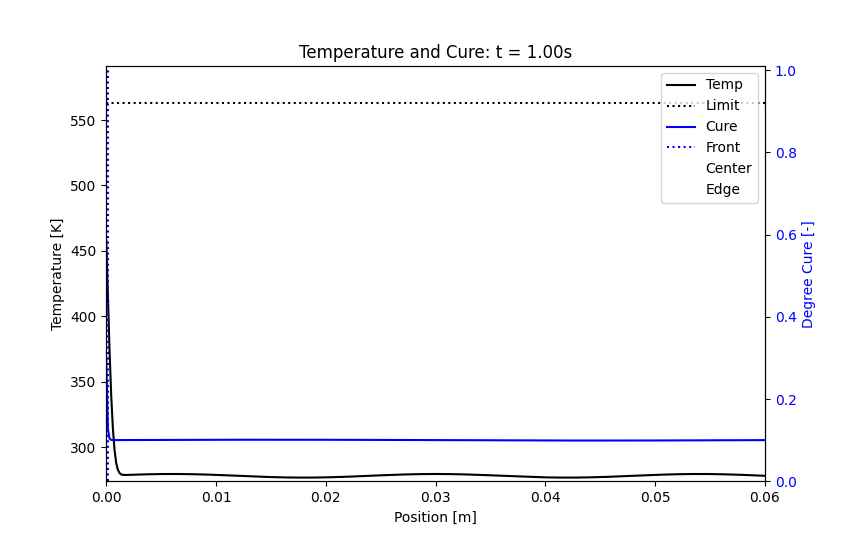 Temperature and Cure: t = 1.00s
Temp
Limit
Cure
Front
Center
Edge
550
500
450
400
350
300
Temperature [K]
1.0
0.8
0.6
0.4
0.2
0.0
Degree Cure [-]
0.00 0.01 0.02 0.03 0.04 0.05 0.06
Position [m]